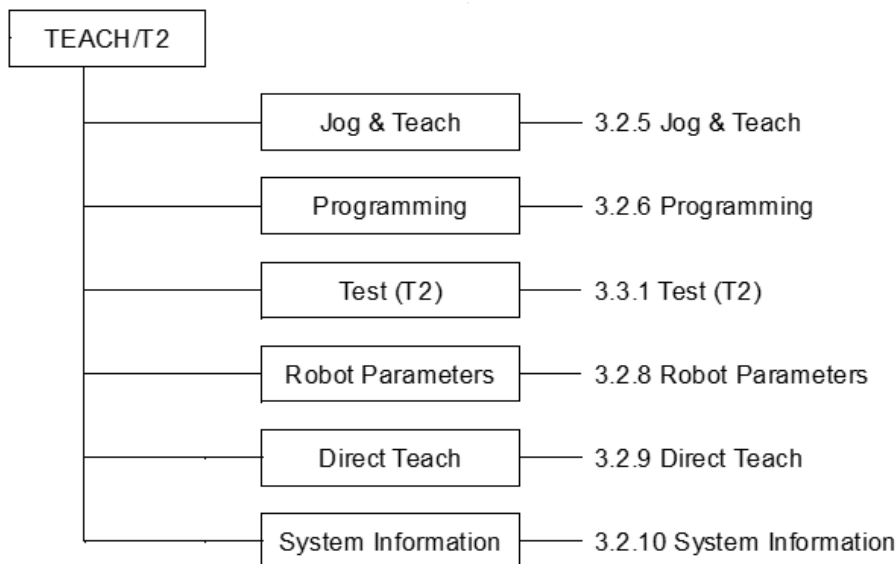 TEACH/T2
Jog & Teach 3.2.5 Jog & Teach
Programming 3.2.6 Programming
Test (T2) 3.3.1 Test (T2)
Robot Parameters 3.2.8 Robot Parameters
Direct Teach 3.2.9 Direct Teach
System Information 3.2.10 System Information